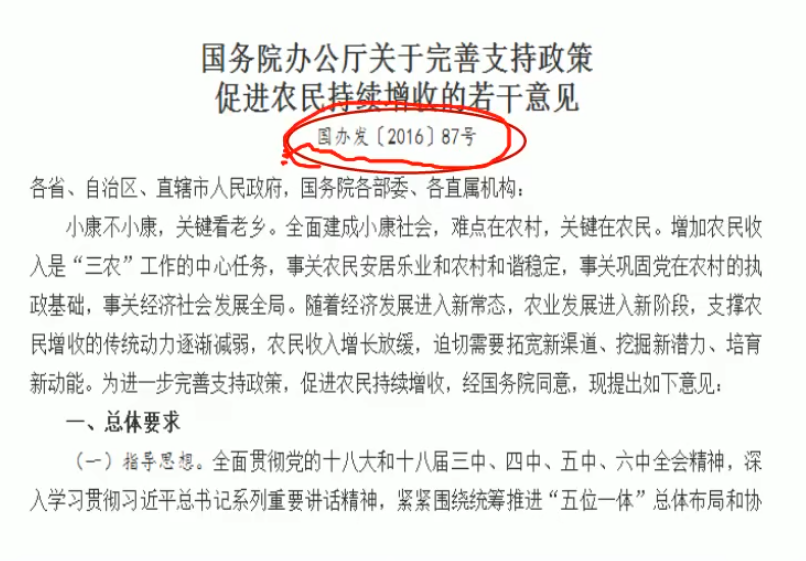 国务院办公厅关于完善支持政策
促进农民持续增收的若干意见
国办发〔2016〕87号
各省、自治区、直辖市人民政府，国务院各部委、各直属机构：
小康不小康，关键看老乡。全面建成小康社会，难点在农村，关键在农民。增加农民收
入是“三农”工作的中心任务，事关农民安居乐业和农村和谐稳定，事关巩固党在农村的执
政基础，事关经济社会发展全局。随着经济发展进入新常态，农业发展进入新阶段，支撑农
民增收的传统动力逐渐减弱，农民收入增长放缓，迫切需要拓宽新渠道、挖掘新潜力、培育
新动能。为进一步完善支持政策，促进农民持续增收，经国务院同意，现提出如下意见：
一、总体要求
（一）指导思想。全面贯彻党的十八大和十八届三中、四中、五中、六中全会精神，深
入学习贯彻习近平总书记系列重要讲话精神，紧紧围绕统筹推进“五位一体”总体布局和协